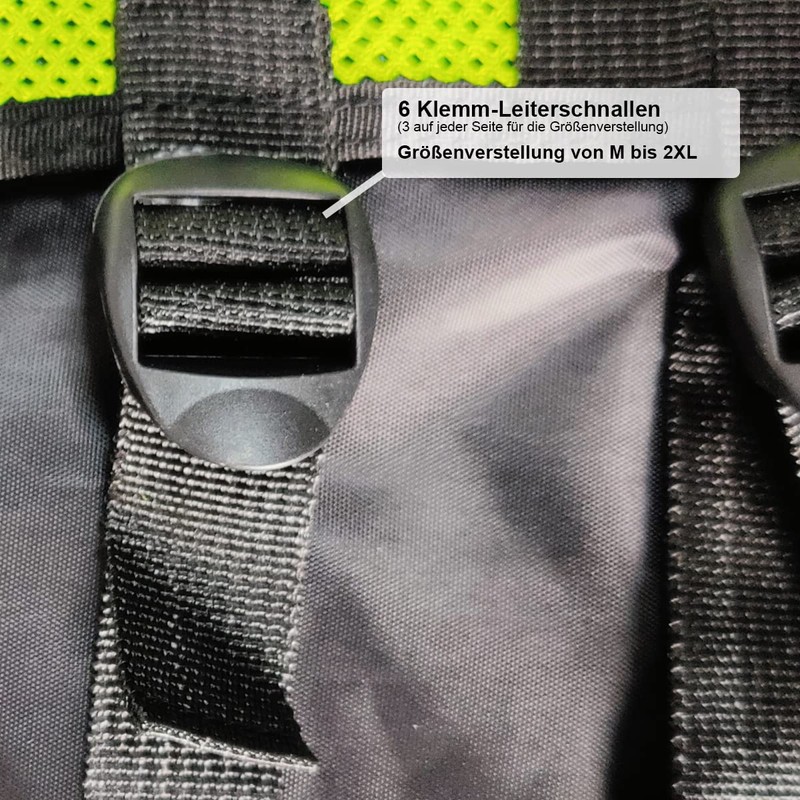 6 Klemm-Leiterschnallen
(3 auf jeder Seite für die Größenverstellung)
Größenverstellung von M bis 2XL